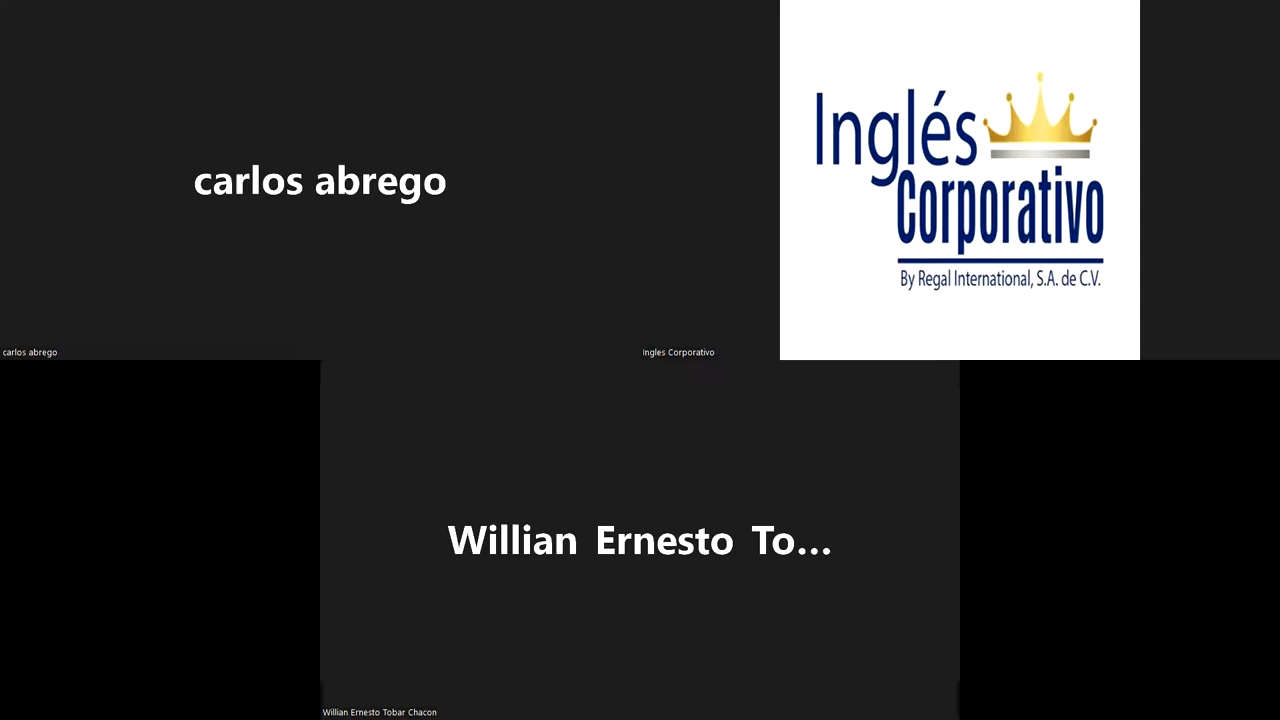 carlos abrego
Inglés
Corporativo
By Regal International, S.A. de C.V.
carlos abrego
Ingles Corporativo
Willian Ernesto To...
Willian Ernesto Tobar Chacon